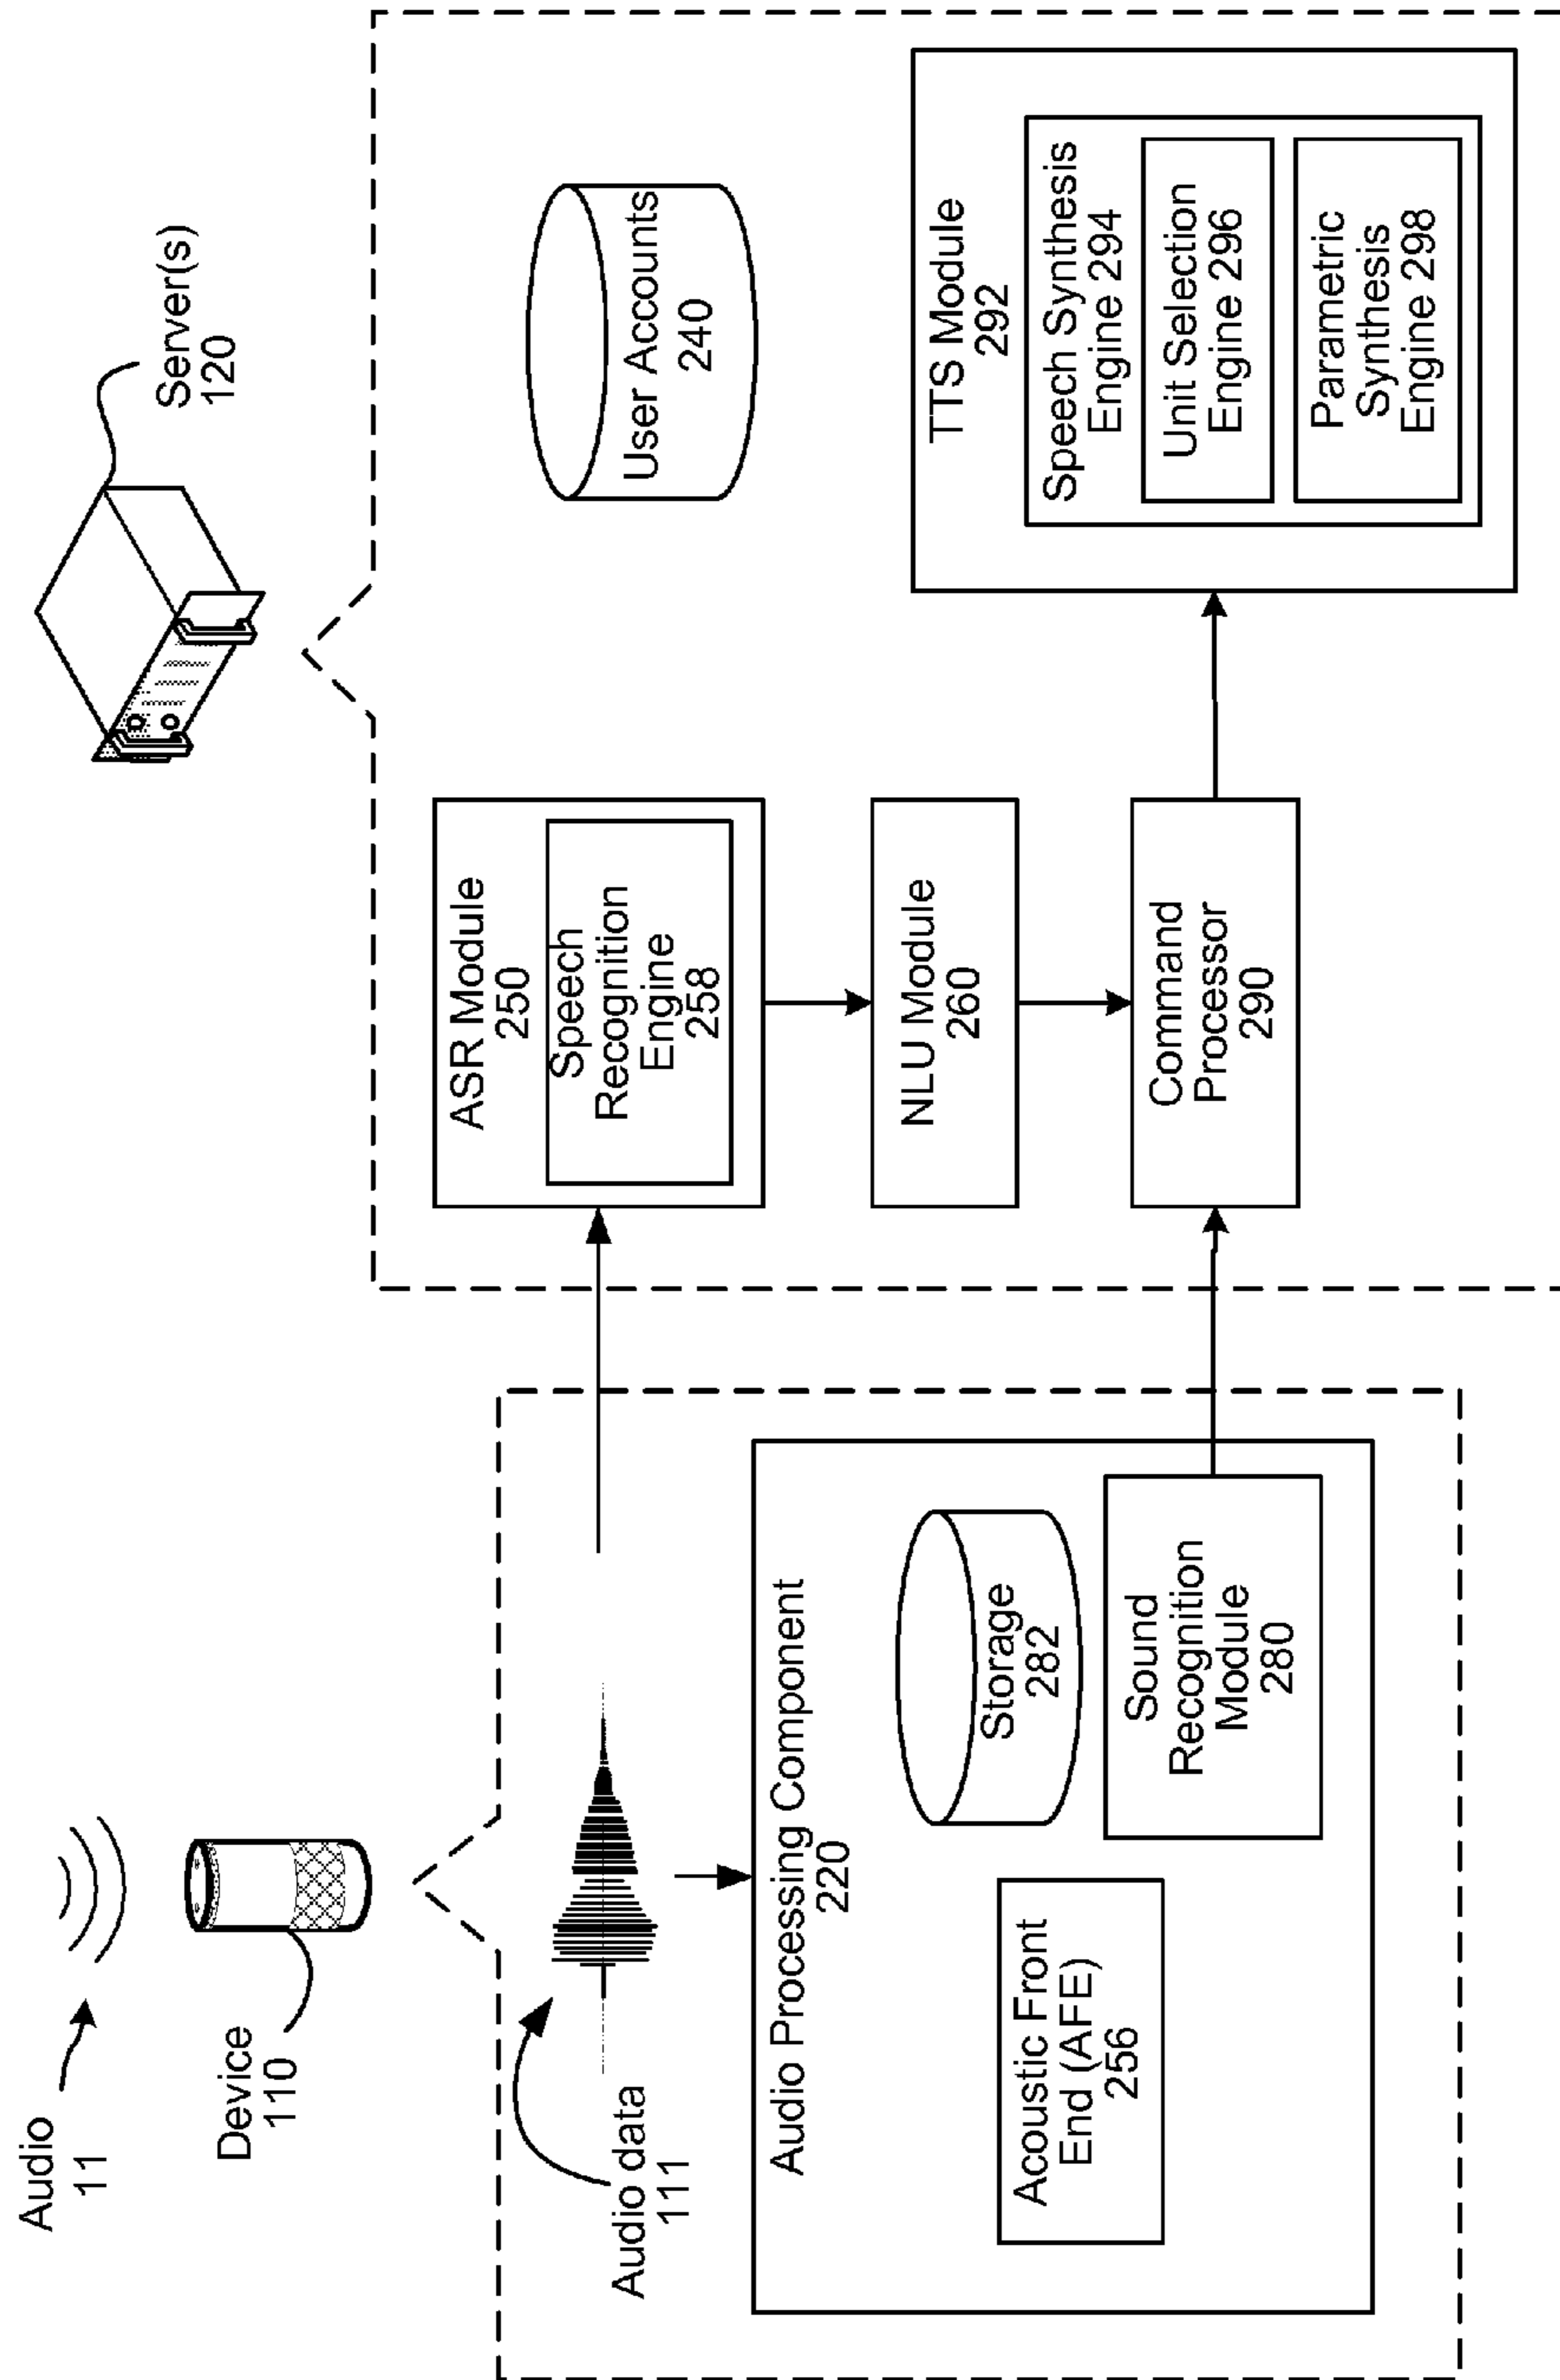 Audio
11
Device
110
Audio data
111
Audio Processing Component
220
Acoustic Front
End (AFE)
256
Storage
282
Sound
Recognition
Module
280
Server(s)
120
ASR Module
250
Speech
Recognition
Engine
258
NLU Module
260
Command
Processor
290
User Accounts
240
TTS Module
292
Speech Synthesis
Engine 294
Unit Selection
Engine 296
Parametric
Synthesis
Engine 298